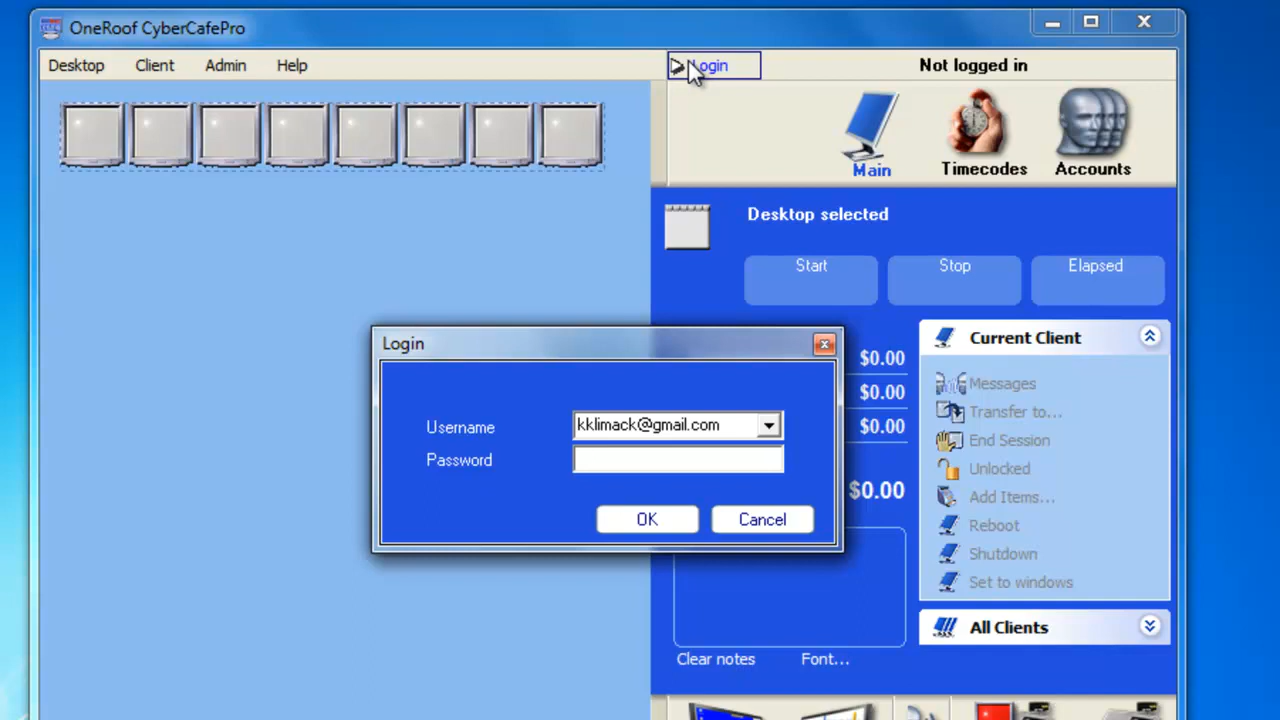 OneRoof CyberCafePro
Desktop Client Admin Help
Login
Not logged in
Main Timecodes Accounts
Desktop selected
Start Stop Elapsed
$0.00
$0.00
$0.00
$0.00
Current Client
Messages
Transfer to...
End Session
Unlocked
Add Items...
Reboot
Shutdown
Set to windows
All Clients
Clear notes Font...
Login
Username kklimack@gmail.com
Password
OK Cancel